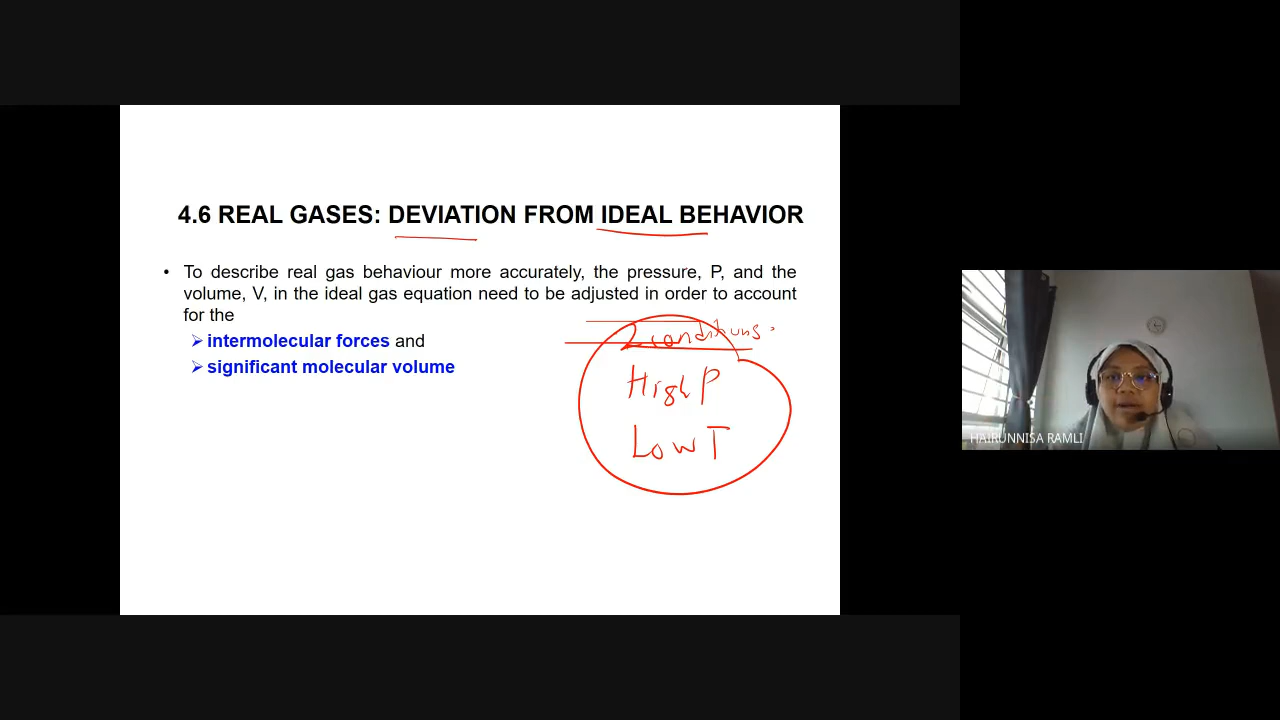 4.6 REAL GASES: DEVIATION FROM IDEAL BEHAVIOR
• To describe real gas behaviour more accurately, the pressure, P, and the
volume, V, in the ideal gas equation need to be adjusted in order to account
for the
➢ intermolecular forces and
➢ significant molecular volume
2 conditions.
High P
Low T
HAIRUNNISA RAMLI